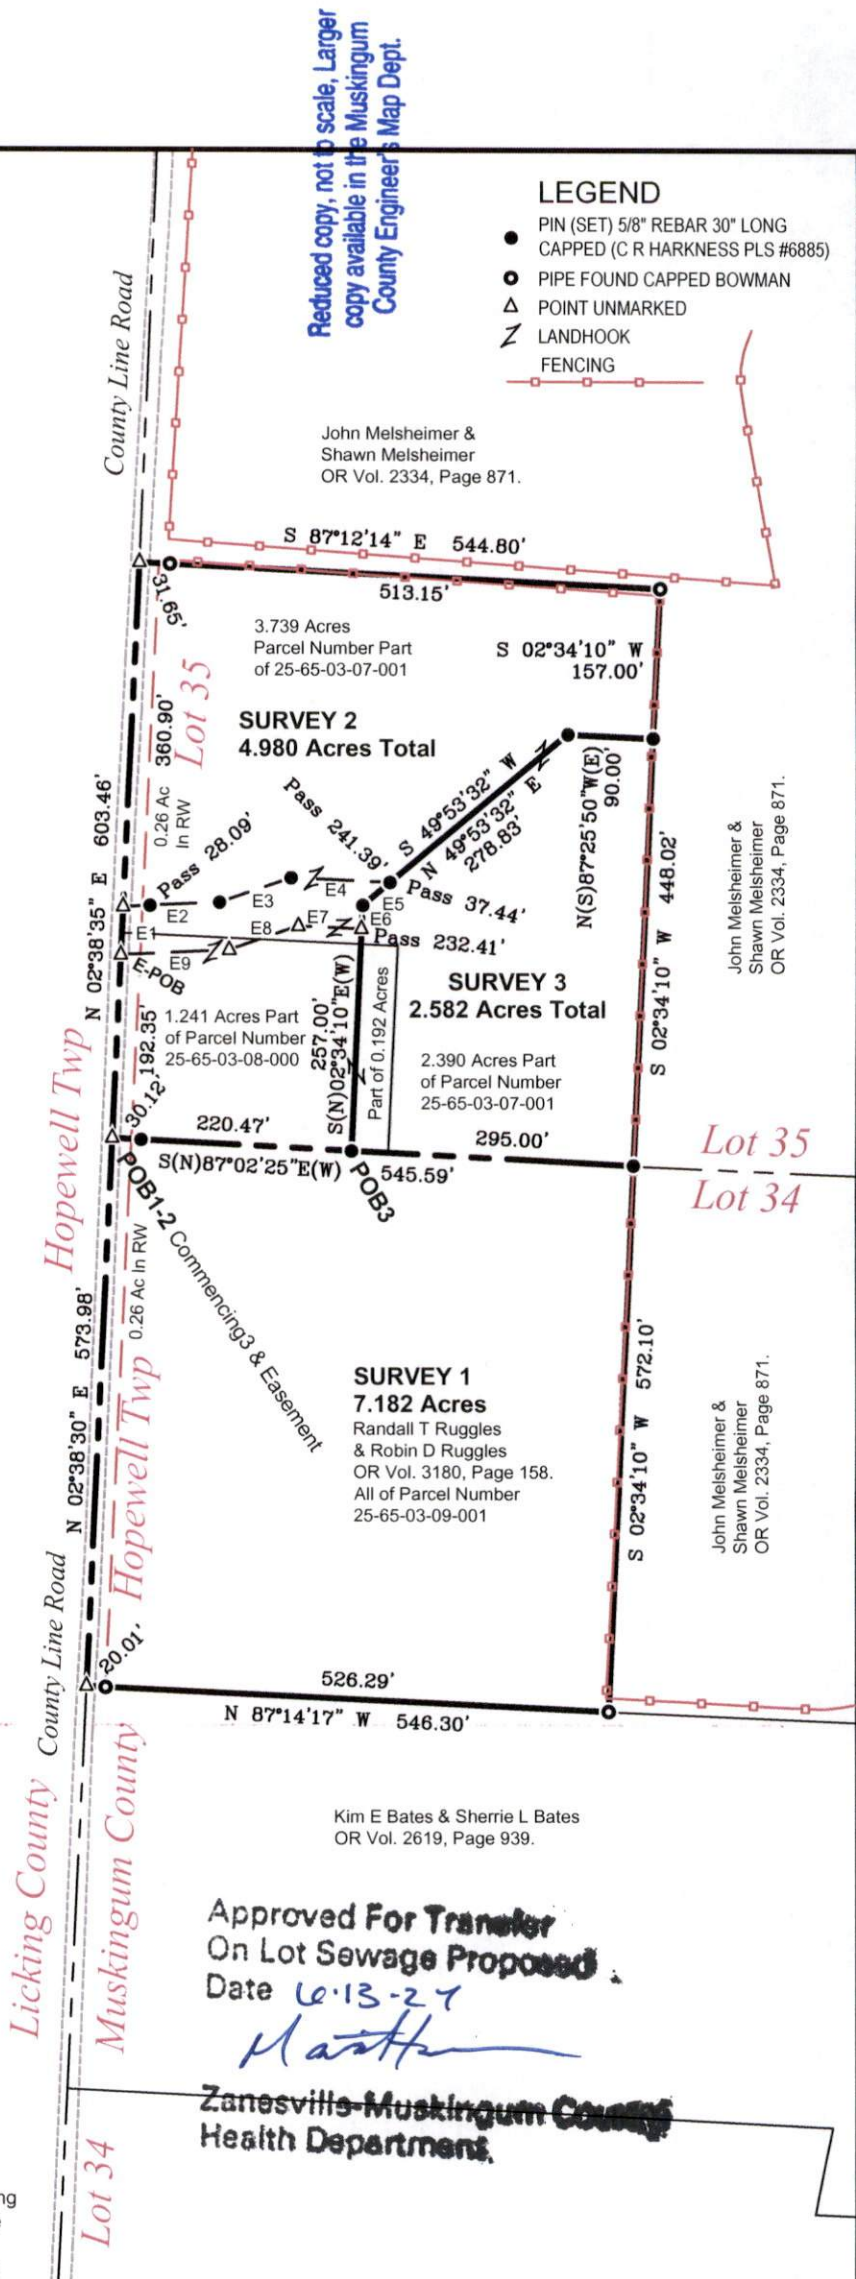 Reduced copy, not to scale, Larger
copy available in the Muskingum
County Engineer's Map Dept.
LEGEND
PIN (SET) 5/8" REBAR 30" LONG
CAPPED (C R HARKNESS PLS #6885)
PIPE FOUND CAPPED BOWMAN
POINT UNMARKED
LANDHOOK
FENCING
County Line Road
John Melsheimer &
Shawn Melsheimer
OR Vol. 2334, Page 871.
S 87°12'14" E 544.80'
31.65'
513.15'
3.739 Acres
Parcel Number Part
of 25-65-03-07-001
S 02°34'10" W
157.00'
Lot 35
SURVEY 2
4.980 Acres Total
360.90'
0.26 Ac
In RW
N 02°38'35" E 603.46'
Pass 28.09'
Pass 241.39'
S 49°53'32" W
N 49°53'32" E
278.83'
N(S)87°25'50"W(E)
90.00'
S 02°34'10" W 448.02'
John Melsheimer &
Shawn Melsheimer
OR Vol. 2334, Page 871.
E1
E2
E3
E4
E5
E6
E7
E8
E9
Pass 37.44'
Pass 232.41'
E-POB
SURVEY 3
2.582 Acres Total
1.241 Acres Part
of Parcel Number
25-65-03-08-000
257.00'
S(N)02°34'10"E(W)
Part of 0.192 Acres
2.390 Acres Part
of Parcel Number
25-65-03-07-001
192.35'
30.12'
220.47'
295.00'
S(N)87°02'25"E(W)
545.59'
POB3
POB1-2 Commencing3 & Easement
Lot 35
Lot 34
Hopewell Twp
0.26 Ac In RW
Hopewell Twp
N 02°38'30" E 573.98'
SURVEY 1
7.182 Acres
Randall T Ruggles
& Robin D Ruggles
OR Vol. 3180, Page 158.
All of Parcel Number
25-65-03-09-001
S 02°34'10" W 572.10'
John Melsheimer &
Shawn Melsheimer
OR Vol. 2334, Page 871.
County Line Road
20.01'
526.29'
N 87°14'17" W 546.30'
Licking County
Muskingum County
Kim E Bates & Sherrie L Bates
OR Vol. 2619, Page 939.
Approved For Transfer
On Lot Sewage Proposed
Date 6-13-24
Zanesville-Muskingum County
Health Department
Lot 34